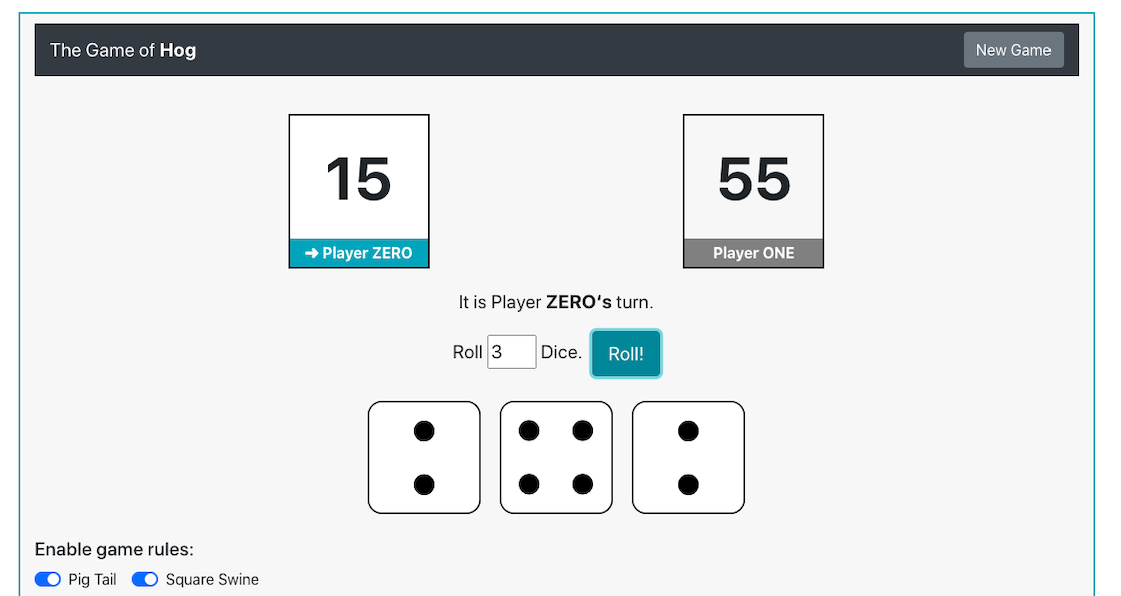 The Game of Hog
New Game
15
55
➜ Player ZERO
Player ONE
It is Player ZERO‘s turn.
Roll 3 Dice. Roll!
Enable game rules:
Pig Tail
Square Swine